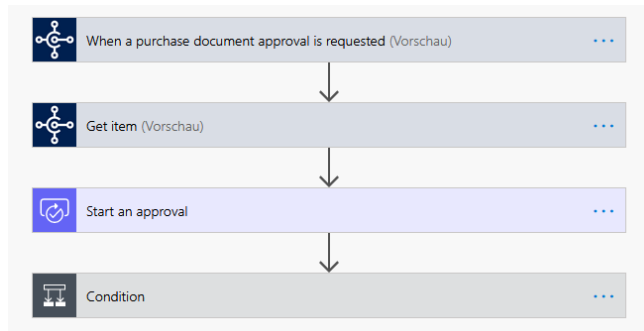 When a purchase document approval is requested (Vorschau)
Get item (Vorschau)
Start an approval
Condition